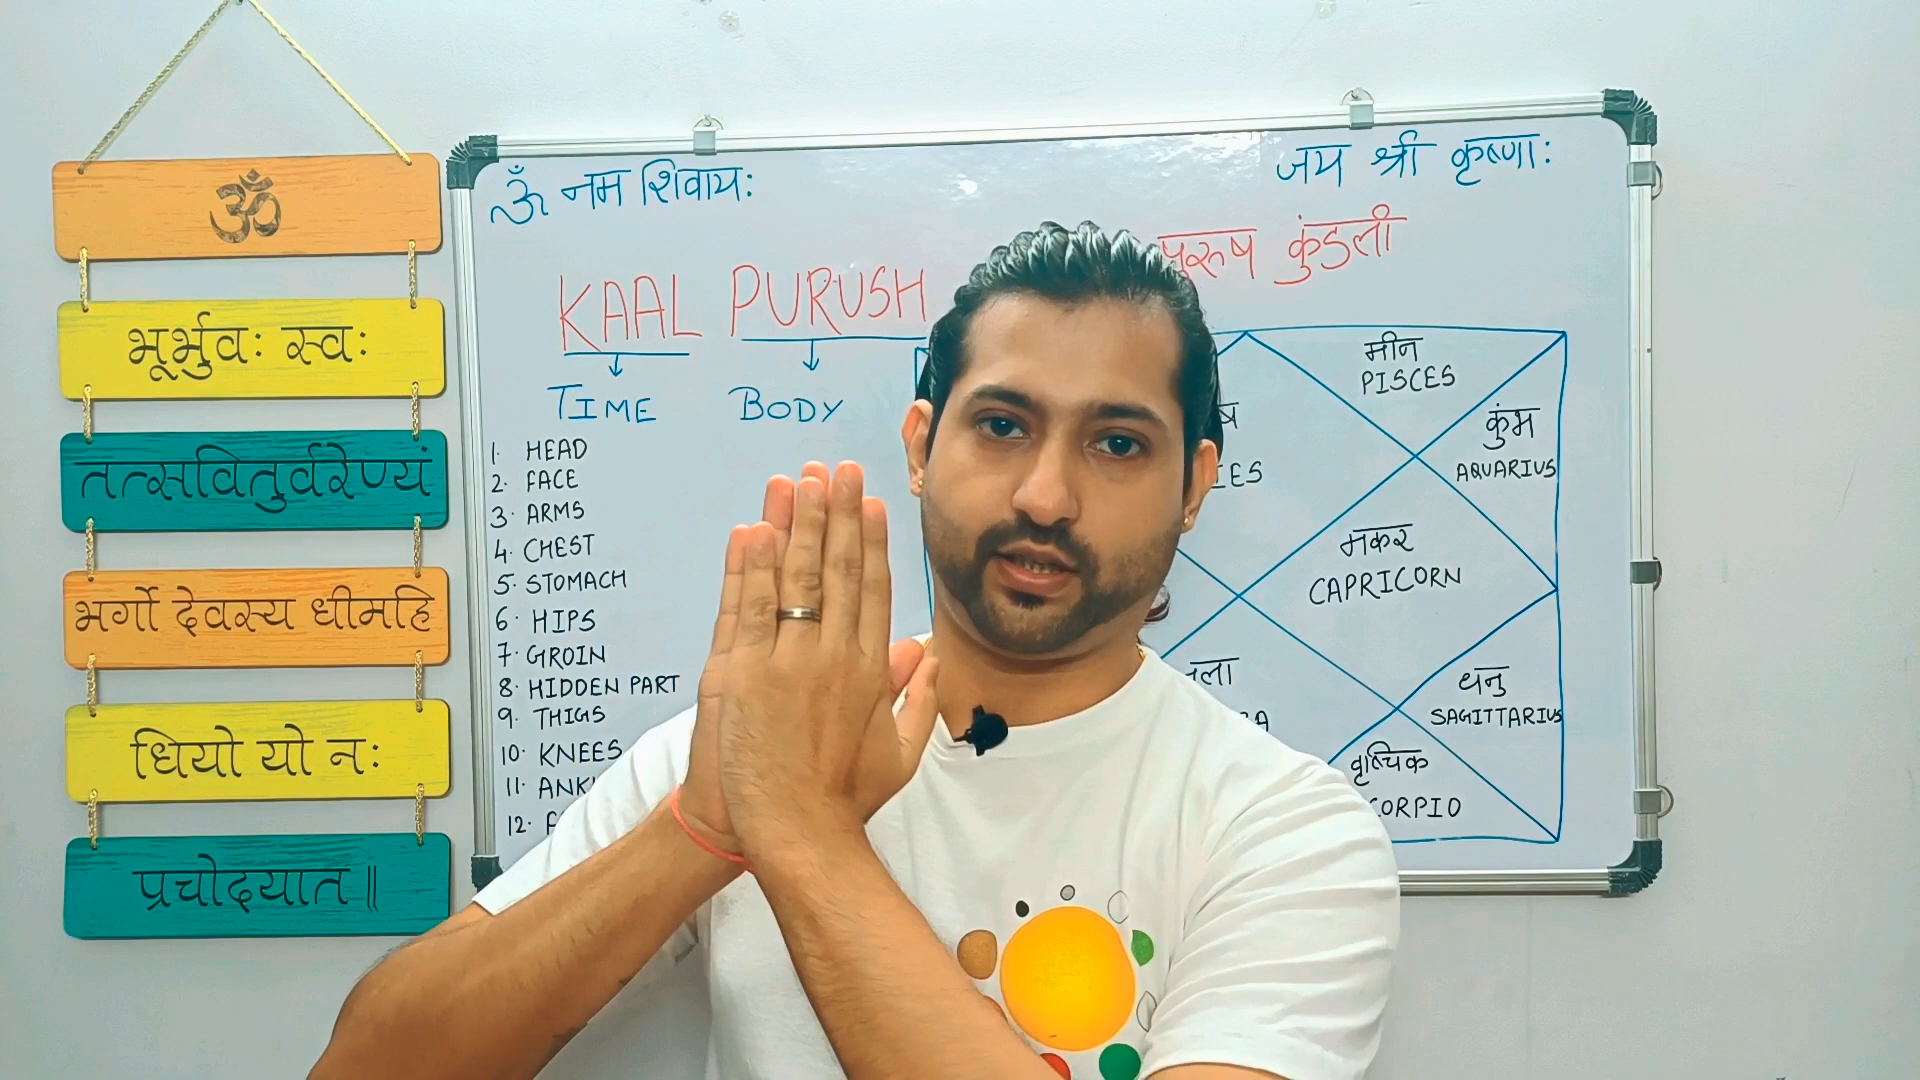 ॐ
भूर्भुवः स्वः
तत्सवितुर्वरेण्यं
भर्गो देवस्य धीमहि
धियो यो नः
प्रचोदयात॥
ॐ नम शिवायः
जय श्री कृष्णाः
KAAL PURUSH
पुरुष कुंडली
TIME BODY
1. HEAD
2. FACE
3. ARMS
4. CHEST
5. STOMACH
6. HIPS
7. GROIN
8. HIDDEN PART
9. THIGS
10. KNEES
11.
12.
मीन
PISCES
कुंभ
AQUARIUS
मकर
CAPRICORN
धनु
SAGITTARIUS
वृष्चिक
CORPIO